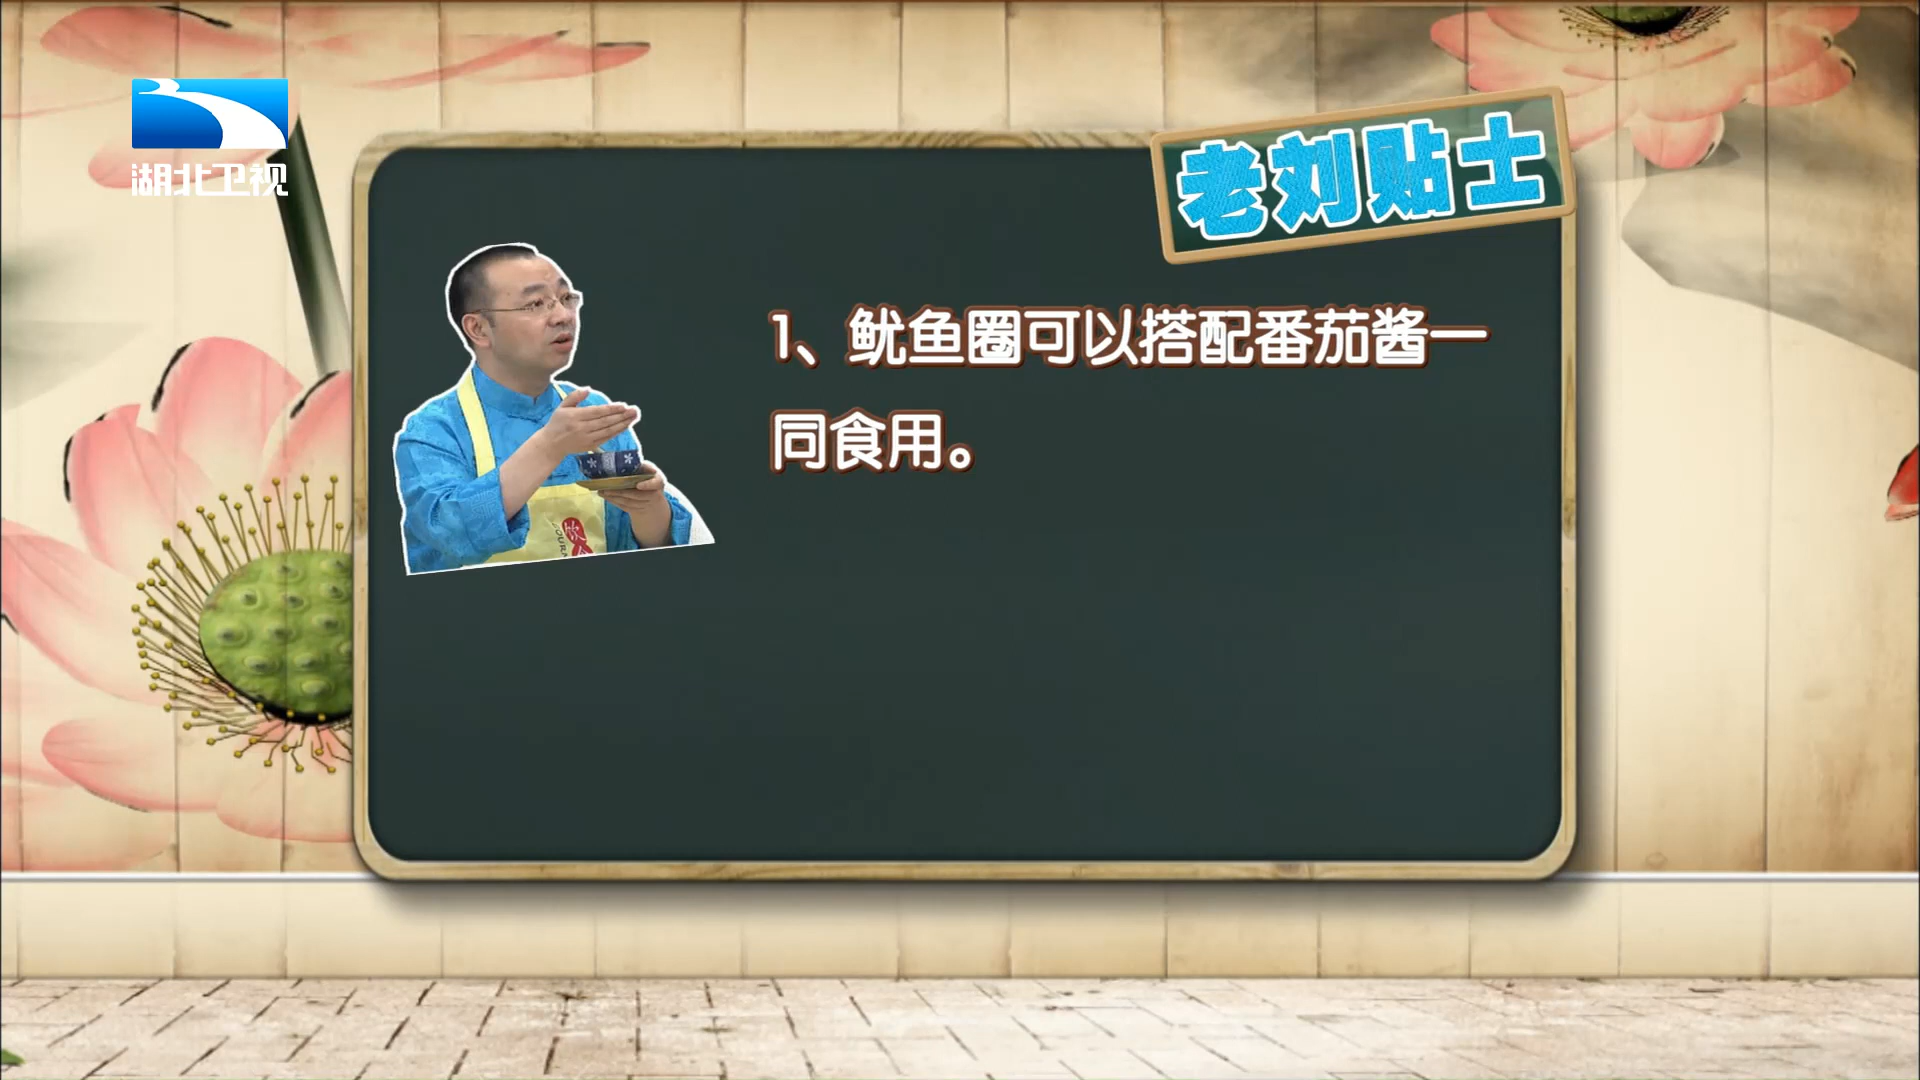 湖北卫视
老刘贴士
1、鱿鱼圈可以搭配番茄酱一
同食用。